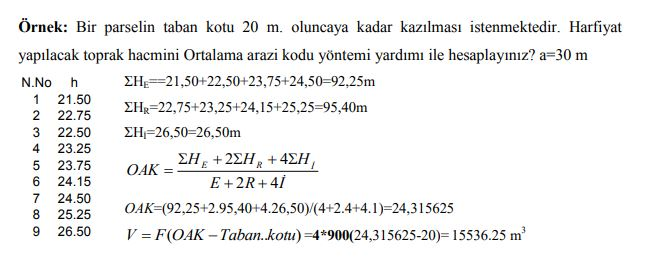 Örnek: Bir parselin taban kotu 20 m. oluncaya kadar kazılması istenmektedir. Harfiyat
yapılacak toprak hacmini Ortalama arazi kodu yöntemi yardımı ile hesaplayınız? a=30 m
N.No h
1 21.50
2 22.75
3 22.50
4 23.25
5 23.75
6 24.15
7 24.50
8 25.25
9 26.50
ΣHE==21,50+22,50+23,75+24,50=92,25m
ΣHR=22,75+23,25+24,15+25,25=95,40m
ΣHI=26,50=26,50m
OAK = (ΣH_E + 2ΣH_R + 4ΣH_I) / (E + 2R + 4İ)
OAK=(92,25+2.95,40+4.26,50)/(4+2.4+4.1)=24,315625
V = F(OAK – Taban..kotu) =4*900(24,315625-20)= 15536.25 m³